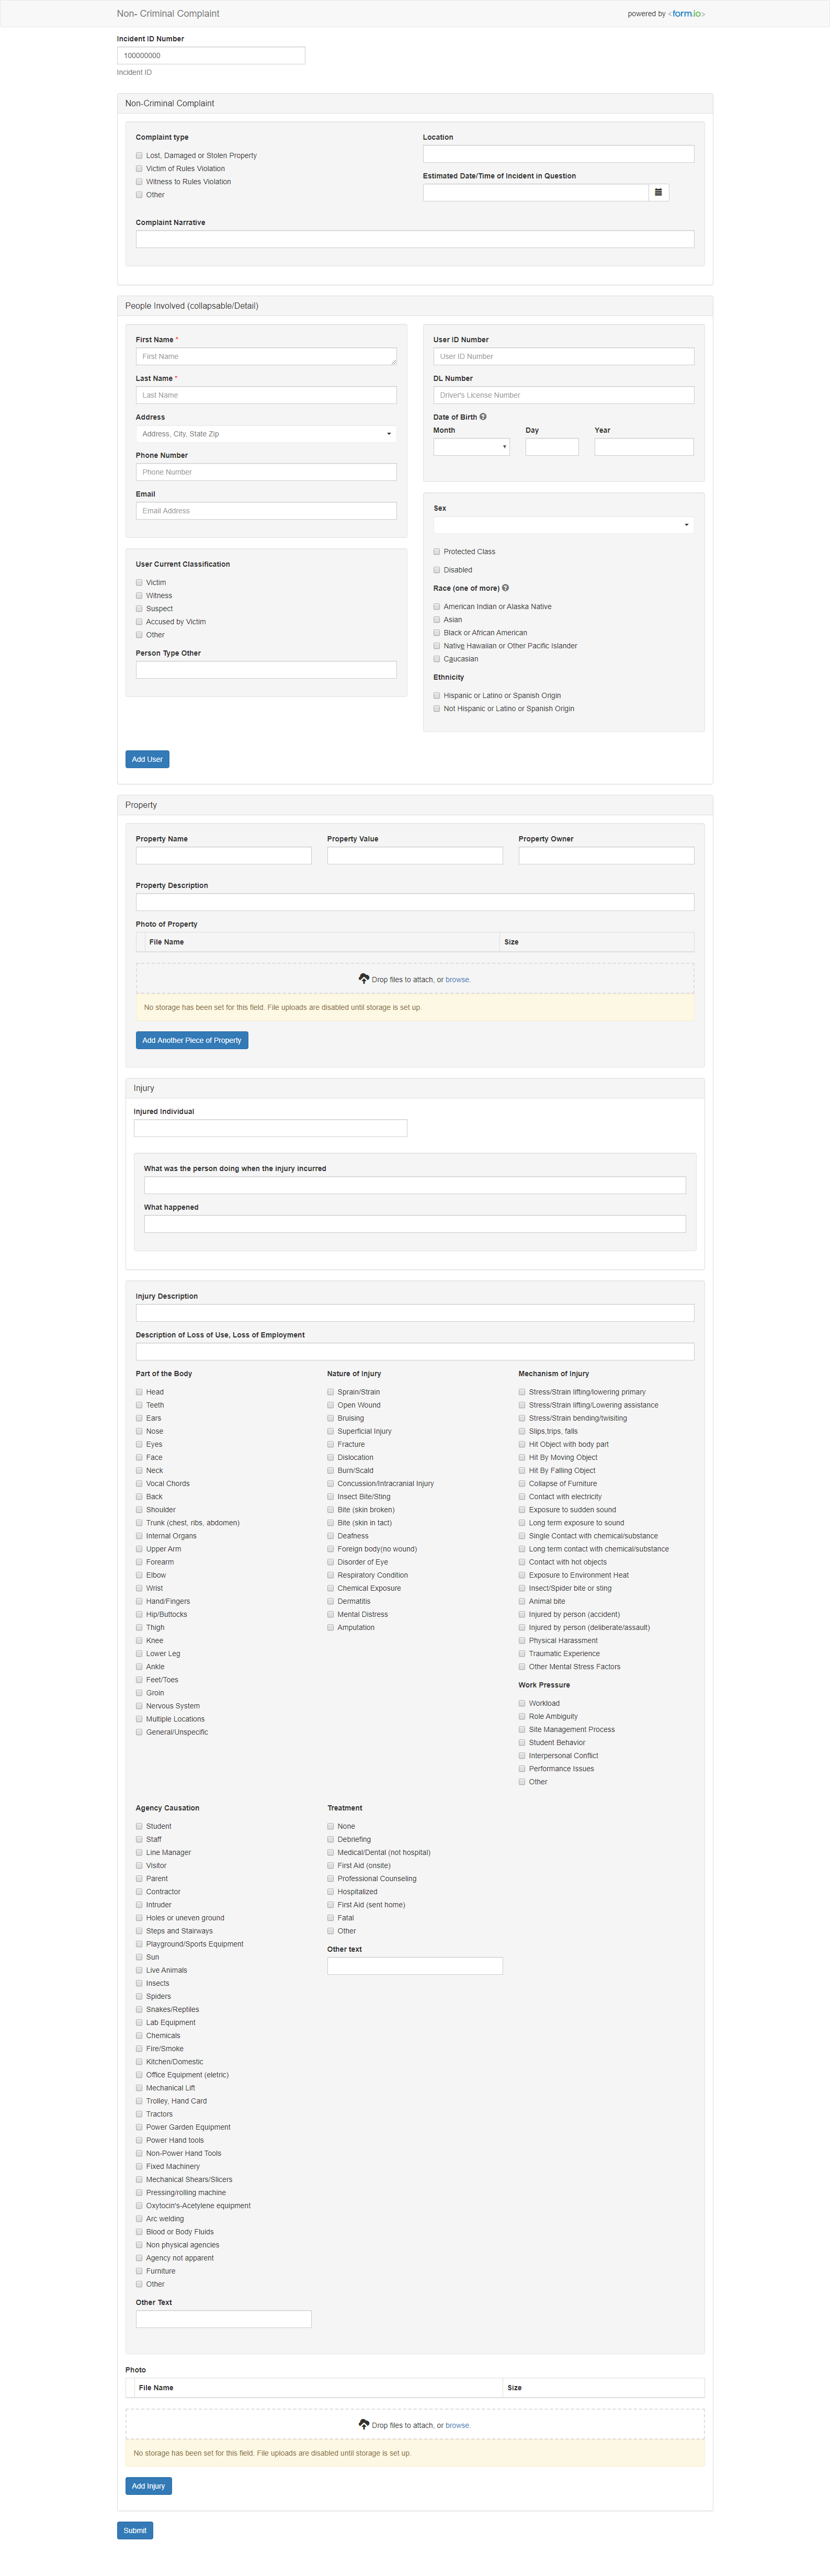 Non- Criminal Complaint
powered by <form.io>
Incident ID Number
100000000
Incident ID
Non-Criminal Complaint
Complaint type
Lost, Damaged or Stolen Property
Victim of Rules Violation
Witness to Rules Violation
Other
Location
Estimated Date/Time of Incident in Question
Complaint Narrative
People Involved (collapsable/Detail)
First Name *
First Name
Last Name *
Last Name
Address
Address, City, State Zip
Phone Number
Phone Number
Email
Email Address
User Current Classification
Victim
Witness
Suspect
Accused by Victim
Other
Person Type Other
User ID Number
User ID Number
DL Number
Driver's License Number
Date of Birth
Month Day Year
Sex
Protected Class
Disabled
Race (one of more)
American Indian or Alaska Native
Asian
Black or African American
Native Hawaiian or Other Pacific Islander
Caucasian
Ethnicity
Hispanic or Latino or Spanish Origin
Not Hispanic or Latino or Spanish Origin
Add User
Property
Property Name
Property Value
Property Owner
Property Description
Photo of Property
File Name Size
Drop files to attach, or browse.
No storage has been set for this field. File uploads are disabled until storage is set up.
Add Another Piece of Property
Injury
Injured Individual
What was the person doing when the injury incurred
What happened
Injury Description
Description of Loss of Use, Loss of Employment
Part of the Body
Head
Teeth
Ears
Nose
Eyes
Face
Neck
Vocal Chords
Back
Shoulder
Trunk (chest, ribs, abdomen)
Internal Organs
Upper Arm
Forearm
Elbow
Wrist
Hand/Fingers
Hip/Buttocks
Thigh
Knee
Lower Leg
Ankle
Feet/Toes
Groin
Nervous System
Multiple Locations
General/Unspecific
Nature of Injury
Sprain/Strain
Open Wound
Bruising
Superficial Injury
Fracture
Dislocation
Burn/Scald
Concussion/Intracranial Injury
Insect Bite/Sting
Bite (skin broken)
Bite (skin in tact)
Deafness
Foreign body(no wound)
Disorder of Eye
Respiratory Condition
Chemical Exposure
Dermatitis
Mental Distress
Amputation
Mechanism of Injury
Stress/Strain lifting/lowering primary
Stress/Strain lifting/Lowering assistance
Stress/Strain bending/twisiting
Slips,trips, falls
Hit Object with body part
Hit By Moving Object
Hit By Falling Object
Collapse of Furniture
Contact with electricity
Exposure to sudden sound
Long term exposure to sound
Single Contact with chemical/substance
Long term contact with chemical/substance
Contact with hot objects
Exposure to Environment Heat
Insect/Spider bite or sting
Animal bite
Injured by person (accident)
Injured by person (deliberate/assault)
Physical Harassment
Traumatic Experience
Other Mental Stress Factors
Work Pressure
Workload
Role Ambiguity
Site Management Process
Student Behavior
Interpersonal Conflict
Performance Issues
Other
Agency Causation
Student
Staff
Line Manager
Visitor
Parent
Contractor
Intruder
Holes or uneven ground
Steps and Stairways
Playground/Sports Equipment
Sun
Live Animals
Insects
Spiders
Snakes/Reptiles
Lab Equipment
Chemicals
Fire/Smoke
Kitchen/Domestic
Office Equipment (eletric)
Mechanical Lift
Trolley, Hand Card
Tractors
Power Garden Equipment
Power Hand tools
Non-Power Hand Tools
Fixed Machinery
Mechanical Shears/Slicers
Pressing/rolling machine
Oxytocin's-Acetylene equipment
Arc welding
Blood or Body Fluids
Non physical agencies
Agency not apparent
Furniture
Other
Other Text
Treatment
None
Debriefing
Medical/Dental (not hospital)
First Aid (onsite)
Professional Counseling
Hospitalized
First Aid (sent home)
Fatal
Other
Other text
Photo
File Name Size
Drop files to attach, or browse.
No storage has been set for this field. File uploads are disabled until storage is set up.
Add Injury
Submit